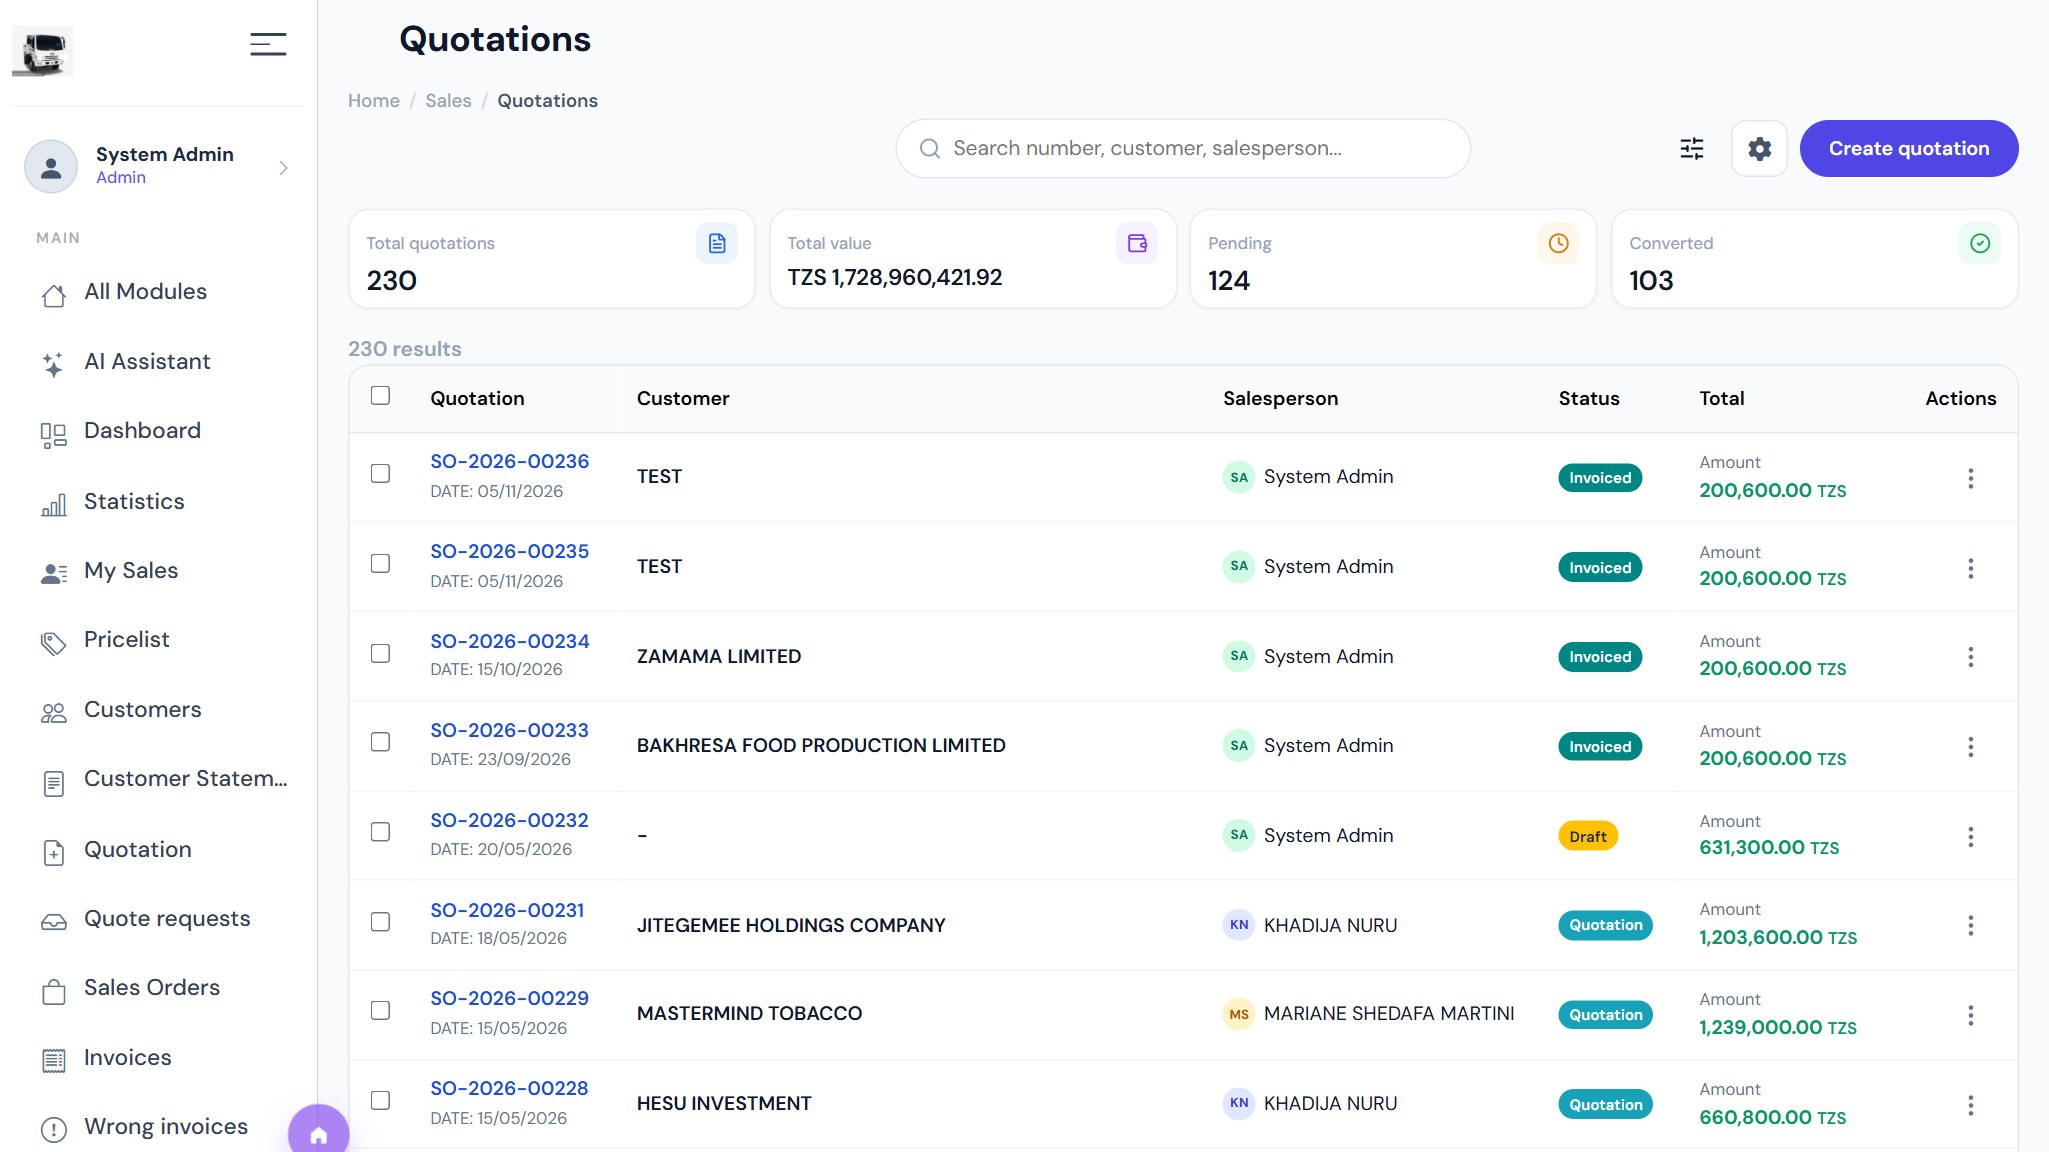 Quotations
Home / Sales / Quotations
Search number, customer, salesperson...
Create quotation
System Admin
Admin
MAIN
All Modules
AI Assistant
Dashboard
Statistics
My Sales
Pricelist
Customers
Customer Statem...
Quotation
Quote requests
Sales Orders
Invoices
Wrong invoices
Total quotations
230
Total value
TZS 1,728,960,421.92
Pending
124
Converted
103
230 results
Quotation Customer Salesperson Status Total Actions
SO-2026-00236
DATE: 05/11/2026
TEST
SA System Admin
Invoiced
Amount
200,600.00 TZS
SO-2026-00235
DATE: 05/11/2026
TEST
SA System Admin
Invoiced
Amount
200,600.00 TZS
SO-2026-00234
DATE: 15/10/2026
ZAMAMA LIMITED
SA System Admin
Invoiced
Amount
200,600.00 TZS
SO-2026-00233
DATE: 23/09/2026
BAKHRESA FOOD PRODUCTION LIMITED
SA System Admin
Invoiced
Amount
200,600.00 TZS
SO-2026-00232
DATE: 20/05/2026
-
SA System Admin
Draft
Amount
631,300.00 TZS
SO-2026-00231
DATE: 18/05/2026
JITEGEMEE HOLDINGS COMPANY
KN KHADIJA NURU
Quotation
Amount
1,203,600.00 TZS
SO-2026-00229
DATE: 15/05/2026
MASTERMIND TOBACCO
MS MARIANE SHEDAFA MARTINI
Quotation
Amount
1,239,000.00 TZS
SO-2026-00228
DATE: 15/05/2026
HESU INVESTMENT
KN KHADIJA NURU
Quotation
Amount
660,800.00 TZS